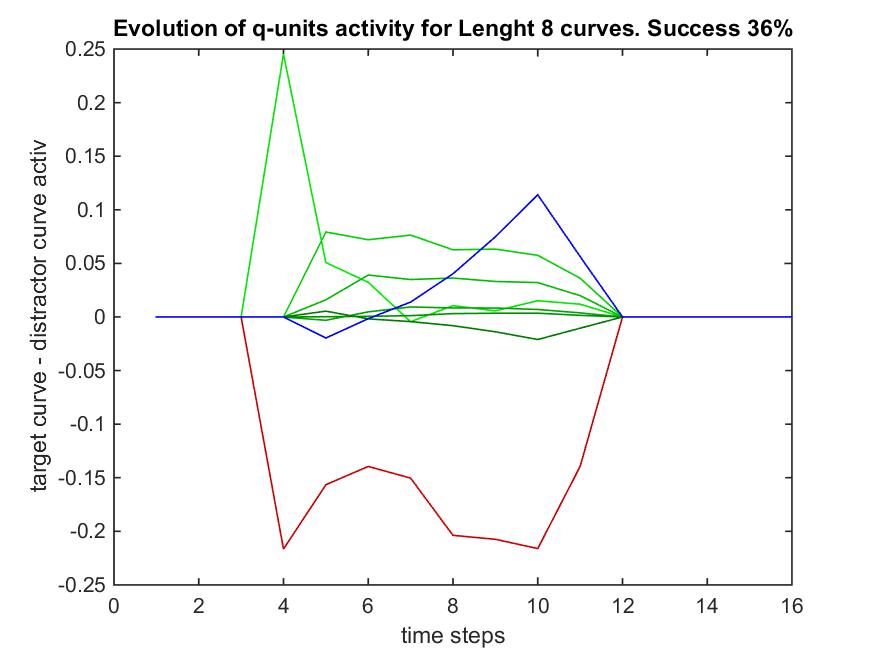 Evolution of q-units activity for Lenght 8 curves. Success 36%
target curve - distractor curve activ
0.25
0.2
0.15
0.1
0.05
0
-0.05
-0.1
-0.15
-0.2
-0.25
0 2 4 6 8 10 12 14 16
time steps